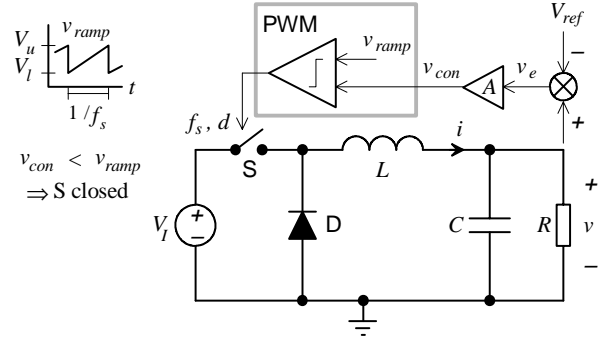 PWM
V_ref
V_u
v_ramp
V_l
t
1/f_s
v_ramp
v_con
A
v_e
−
+
f_s, d
v_con < v_ramp
⇒ S closed
S
L
i
V_I
+
−
D
C
R
v
+
−